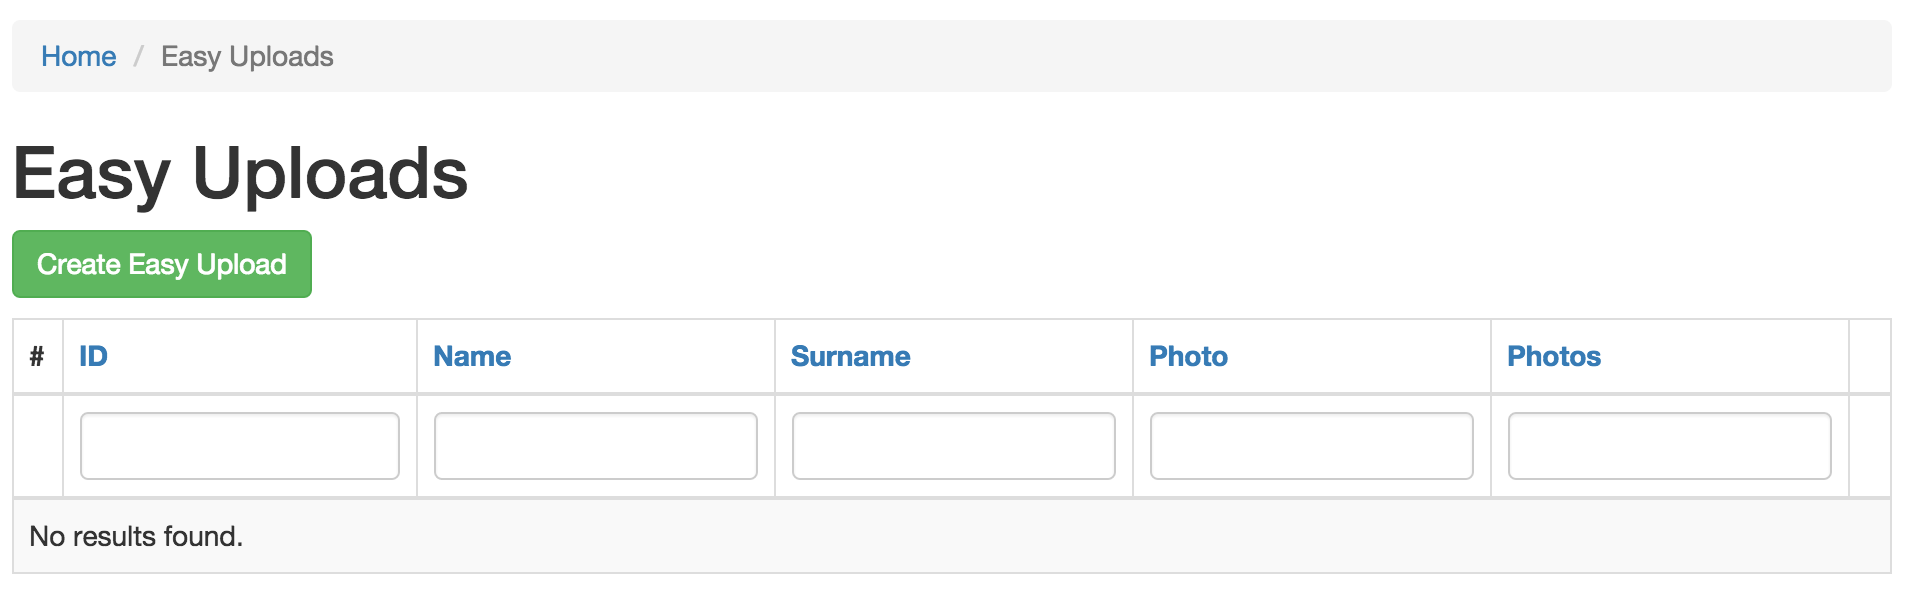 Home / Easy Uploads
Easy Uploads
Create Easy Upload
# ID Name Surname Photo Photos
No results found.